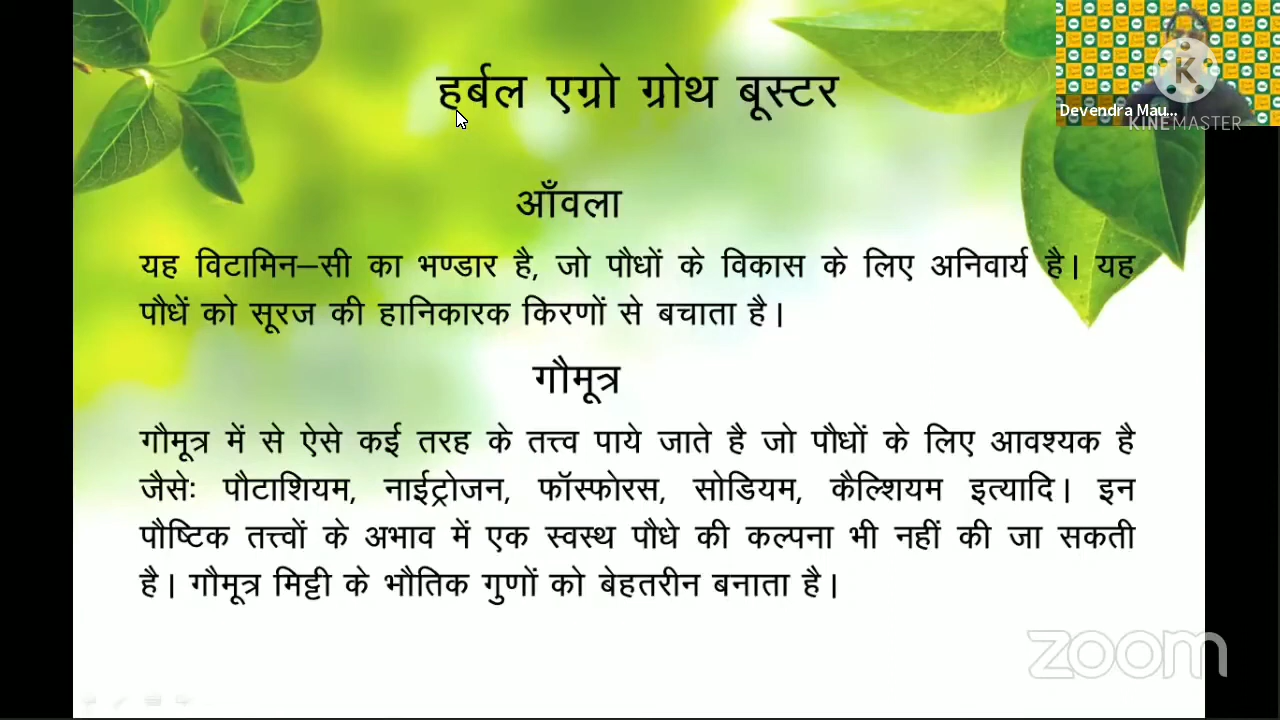 हर्बल एग्रो ग्रोथ बूस्टर
Devendra Mau...
K
KINEMASTER
आँवला
यह विटामिन–सी का भण्डार है, जो पौधों के विकास के लिए अनिवार्य है। यह
पौधें को सूरज की हानिकारक किरणों से बचाता है।
गौमूत्र
गौमूत्र में से ऐसे कई तरह के तत्त्व पाये जाते है जो पौधों के लिए आवश्यक है
जैसेः पौटाशियम, नाईट्रोजन, फॉस्फोरस, सोडियम, कैल्शियम इत्यादि। इन
पौष्टिक तत्त्वों के अभाव में एक स्वस्थ पौधे की कल्पना भी नहीं की जा सकती
है। गौमूत्र मिट्टी के भौतिक गुणों को बेहतरीन बनाता है।
zoom